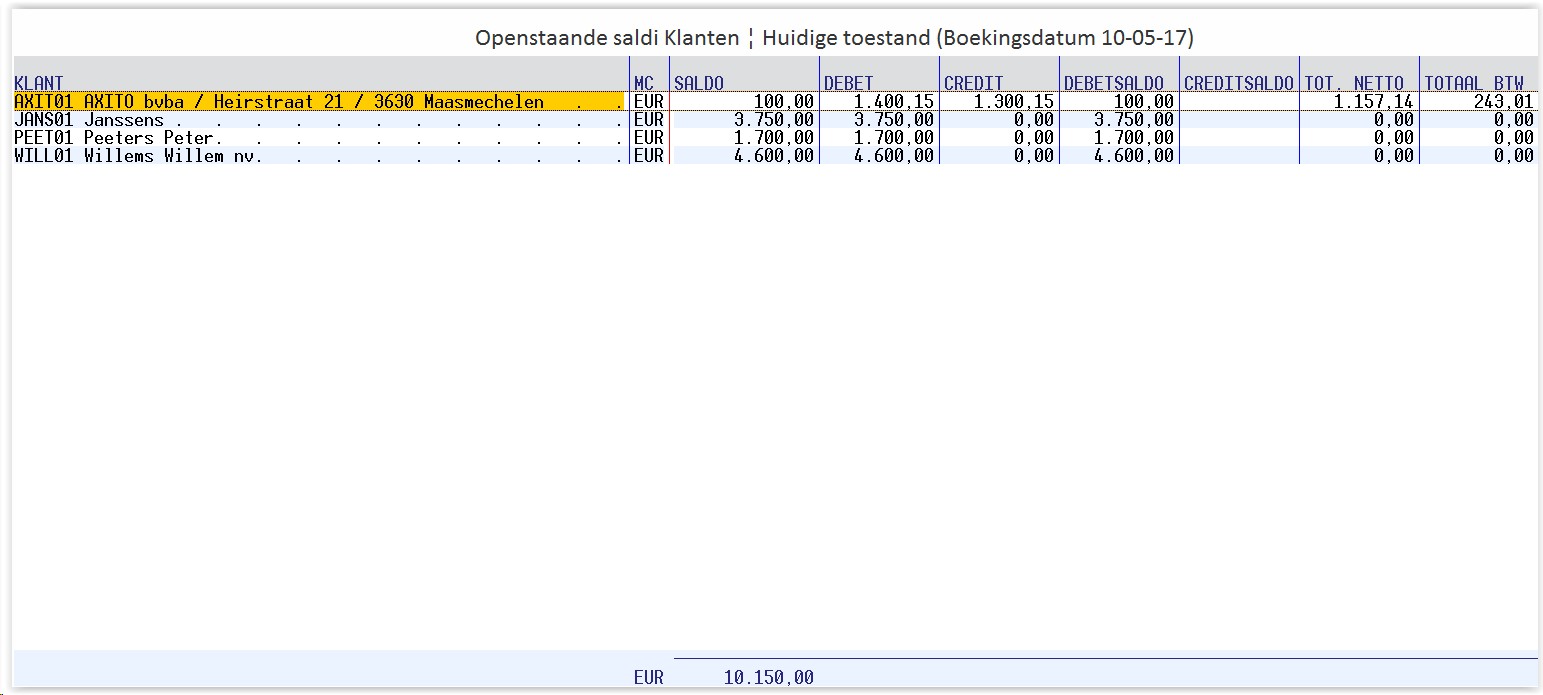 Openstaande saldi Klanten ¦ Huidige toestand (Boekingsdatum 10-05-17)
KLANT MC SALDO DEBET CREDIT DEBETSALDO CREDITSALDO TOT. NETTO TOTAAL BTW
AXIT01 AXITO bvba / Heirstraat 21 / 3630 Maasmechelen . . EUR 100,00 1.400,15 1.300,15 100,00 1.157,14 243,01
JANS01 Janssens . . . . . . . . . . . . EUR 3.750,00 3.750,00 0,00 3.750,00 0,00 0,00
PEET01 Peeters Peter. . . . . . . . . . . EUR 1.700,00 1.700,00 0,00 1.700,00 0,00 0,00
WILL01 Willems Willem nv. . . . . . . . . . EUR 4.600,00 4.600,00 0,00 4.600,00 0,00 0,00
EUR 10.150,00